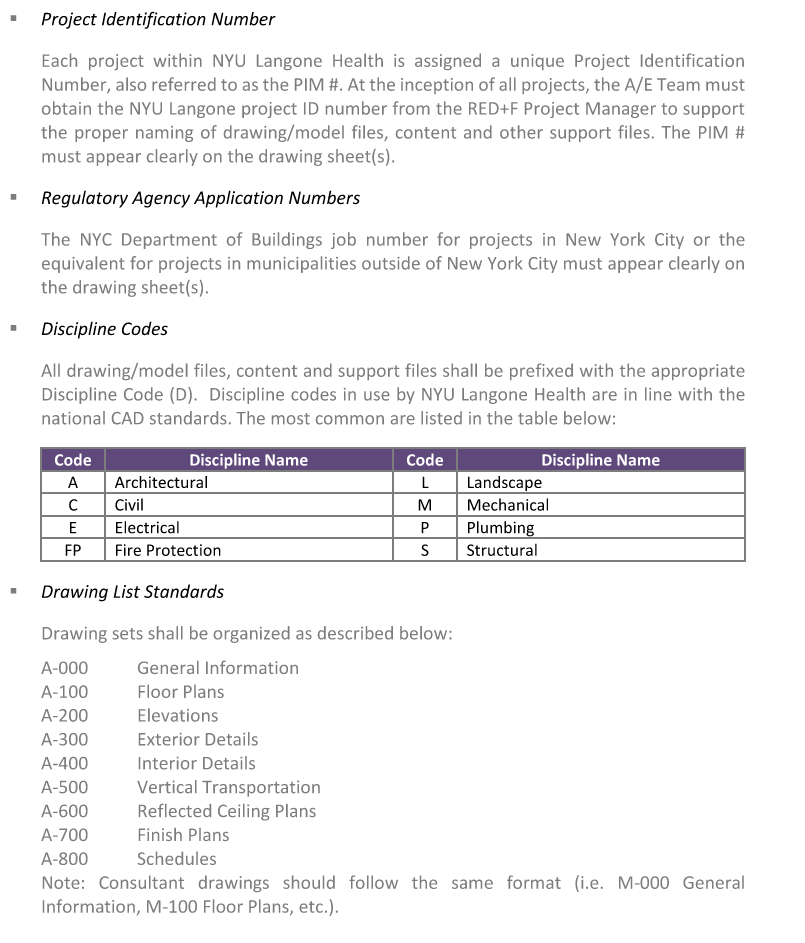 ▪ Project Identification Number
Each project within NYU Langone Health is assigned a unique Project Identification
Number, also referred to as the PIM #. At the inception of all projects, the A/E Team must
obtain the NYU Langone project ID number from the RED+F Project Manager to support
the proper naming of drawing/model files, content and other support files. The PIM #
must appear clearly on the drawing sheet(s).
▪ Regulatory Agency Application Numbers
The NYC Department of Buildings job number for projects in New York City or the
equivalent for projects in municipalities outside of New York City must appear clearly on
the drawing sheet(s).
▪ Discipline Codes
All drawing/model files, content and support files shall be prefixed with the appropriate
Discipline Code (D). Discipline codes in use by NYU Langone Health are in line with the
national CAD standards. The most common are listed in the table below:
Code Discipline Name Code Discipline Name
A Architectural L Landscape
C Civil M Mechanical
E Electrical P Plumbing
FP Fire Protection S Structural
▪ Drawing List Standards
Drawing sets shall be organized as described below:
A-000 General Information
A-100 Floor Plans
A-200 Elevations
A-300 Exterior Details
A-400 Interior Details
A-500 Vertical Transportation
A-600 Reflected Ceiling Plans
A-700 Finish Plans
A-800 Schedules
Note: Consultant drawings should follow the same format (i.e. M-000 General
Information, M-100 Floor Plans, etc.).